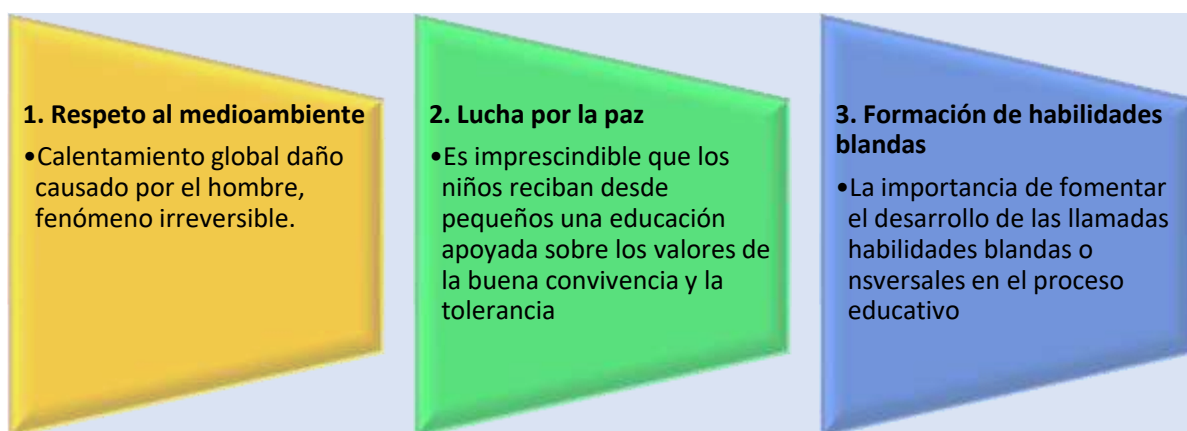 1. Respeto al medioambiente
•Calentamiento global daño
causado por el hombre,
fenómeno irreversible.
2. Lucha por la paz
•Es imprescindible que los
niños reciban desde
pequeños una educación
apoyada sobre los valores de
la buena convivencia y la
tolerancia
3. Formación de habilidades
blandas
•La importancia de fomentar
el desarrollo de las llamadas
habilidades blandas o
nsversales en el proceso
educativo